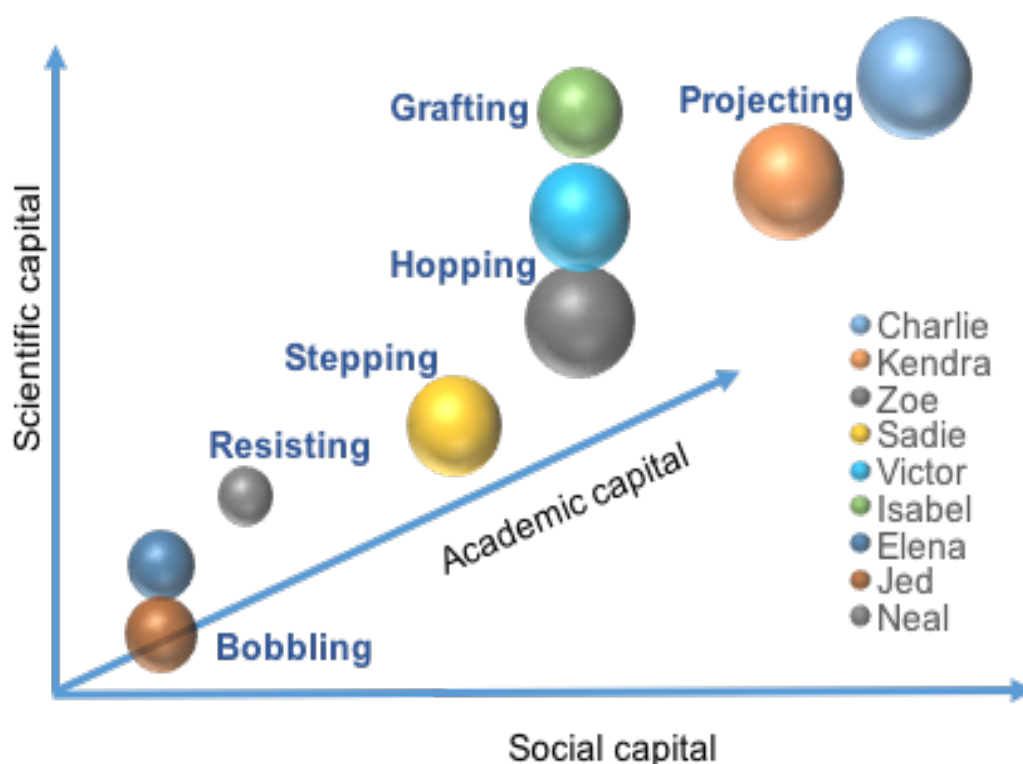 Grafting
Projecting
Scientific capital
Hopping
Stepping
Resisting
Academic capital
Bobbling
Charlie
Kendra
Zoe
Sadie
Victor
Isabel
Elena
Jed
Neal
Social capital